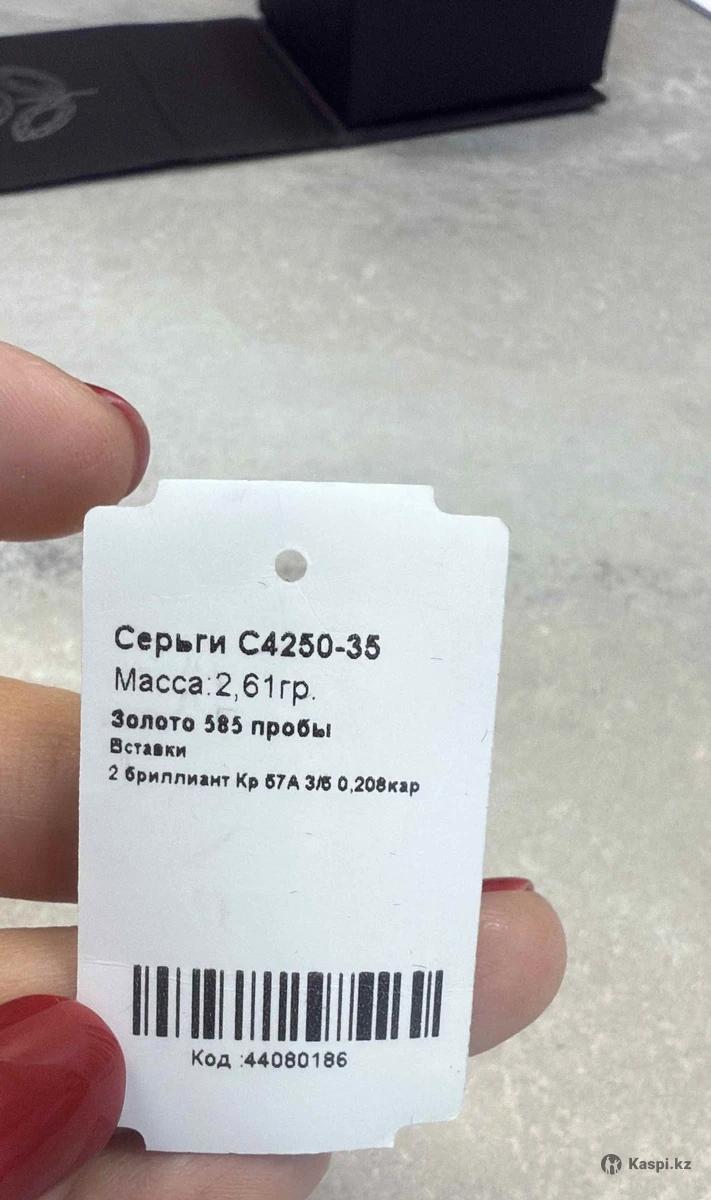 Серьги С4250-35
Масса:2,61гр.
Золото 585 пробы
Вставки
2 бриллиант Кр 57А 3/5 0,208кар
Код :44080186
Kaspi.kz